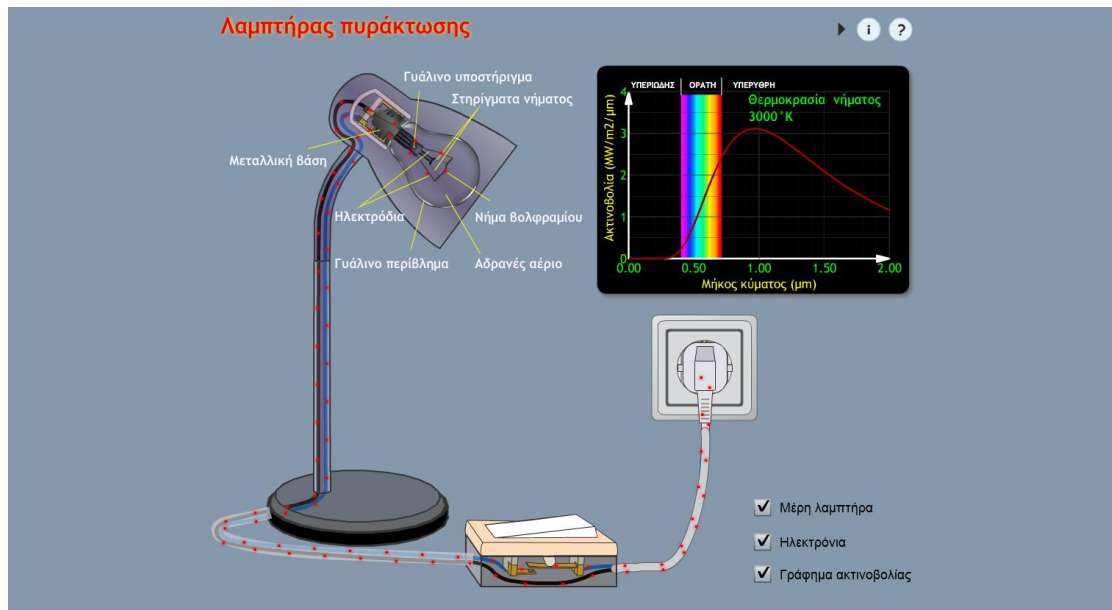 Λαμπτήρας πυράκτωσης
i ?
Γυάλινο υποστήριγμα
Στηρίγματα νήματος
Μεταλλική βάση
Ηλεκτρόδια
Νήμα βολφραμίου
Γυάλινο περίβλημα
Αδρανές αέριο
ΥΠΕΡΙΩΔΗΣ ΟΡΑΤΗ ΥΠΕΡΥΘΡΗ
Θερμοκρασία νήματος
3000°K
Ακτινοβολία (MW/m2/μm)
4
3
2
1
0
0.00 0.50 1.00 1.50 2.00
Μήκος κύματος (μm)
Μέρη λαμπτήρα
Ηλεκτρόνια
Γράφημα ακτινοβολίας